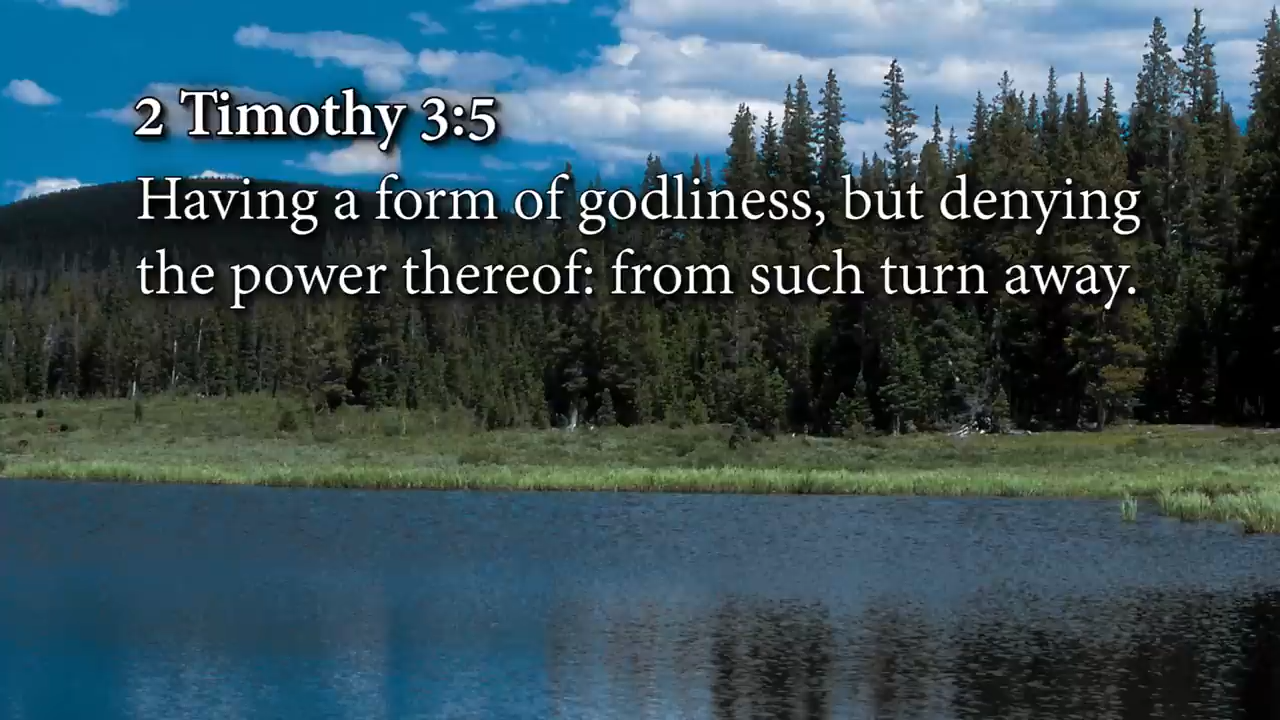 2 Timothy 3:5
Having a form of godliness, but denying
the power thereof: from such turn away.